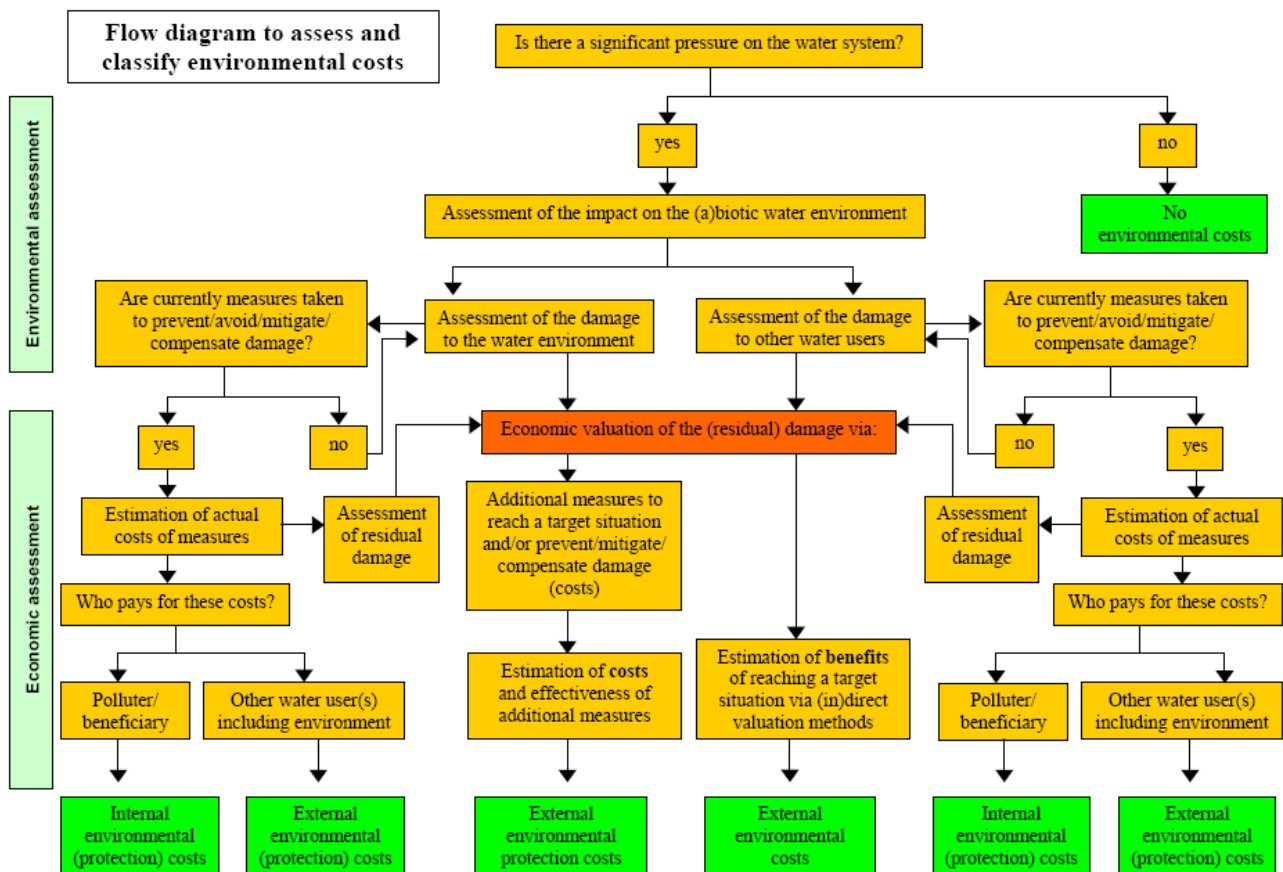 Flow diagram to assess and
classify environmental costs
Is there a significant pressure on the water system?
Environmental assessment
yes
no
Assessment of the impact on the (a)biotic water environment
No
environmental costs
Are currently measures taken
to prevent/avoid/mitigate/
compensate damage?
Assessment of the damage
to the water environment
Assessment of the damage
to other water users
Are currently measures taken
to prevent/avoid/mitigate/
compensate damage?
Economic assessment
yes
no
Economic valuation of the (residual) damage via:
no
yes
Estimation of actual
costs of measures
Assessment
of residual
damage
Additional measures to
reach a target situation
and/or prevent/mitigate/
compensate damage
(costs)
Assessment
of residual
damage
Estimation of actual
costs of measures
Who pays for these costs?
Who pays for these costs?
Polluter/
beneficiary
Other water user(s)
including environment
Estimation of costs
and effectiveness of
additional measures
Estimation of benefits
of reaching a target
situation via (in)direct
valuation methods
Polluter/
beneficiary
Other water user(s)
including environment
Internal
environmental
(protection) costs
External
environmental
(protection) costs
External
environmental
protection costs
External
environmental
costs
Internal
environmental
(protection) costs
External
environmental
(protection) costs